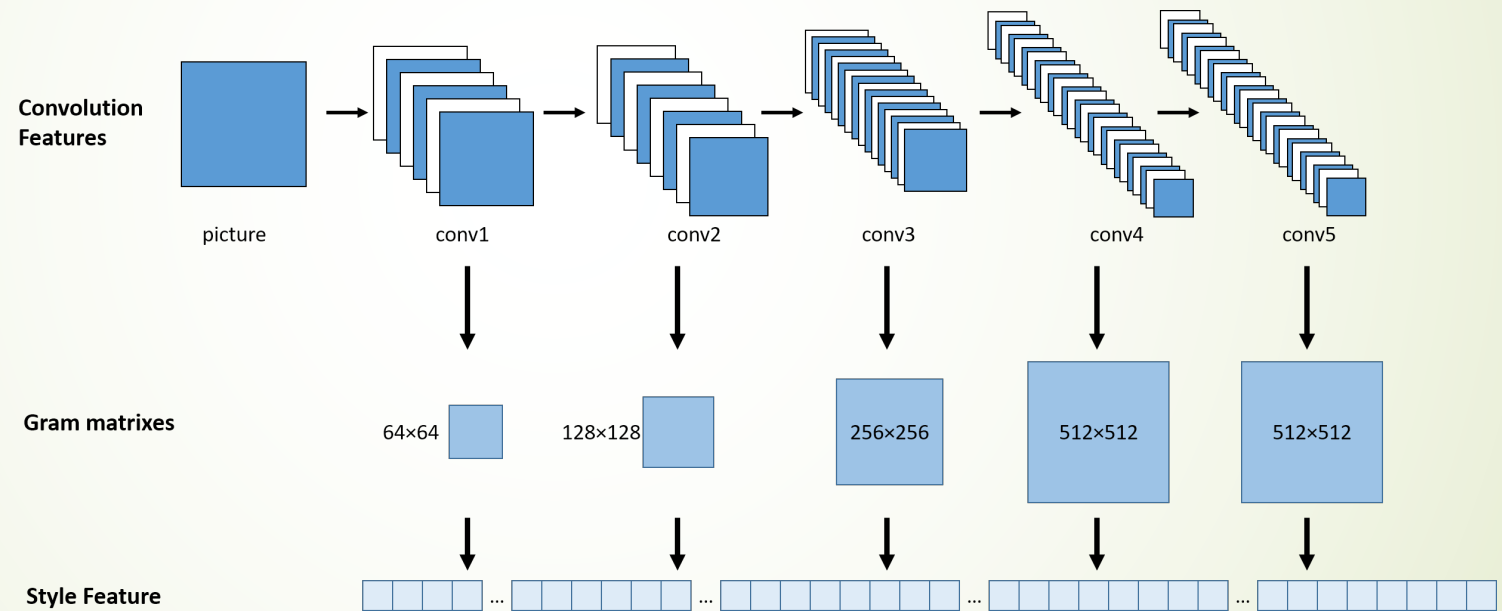 Convolution
Features
picture
conv1
conv2
conv3
conv4
conv5
Gram matrixes
64×64
128×128
256×256
512×512
512×512
Style Feature
... ... ... ...